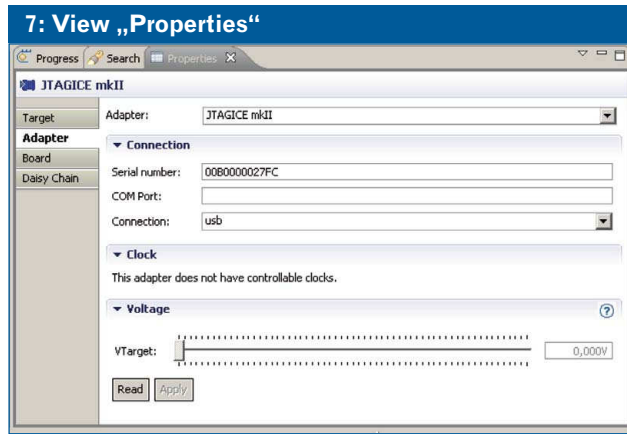 7: View „Properties“
Progress Search Properties
JTAGICE mkII
Target
Adapter
Board
Daisy Chain
Adapter: JTAGICE mkII
Connection
Serial number: 00B0000027FC
COM Port:
Connection: usb
Clock
This adapter does not have controllable clocks.
Voltage
VTarget: 0,000V
Read Apply